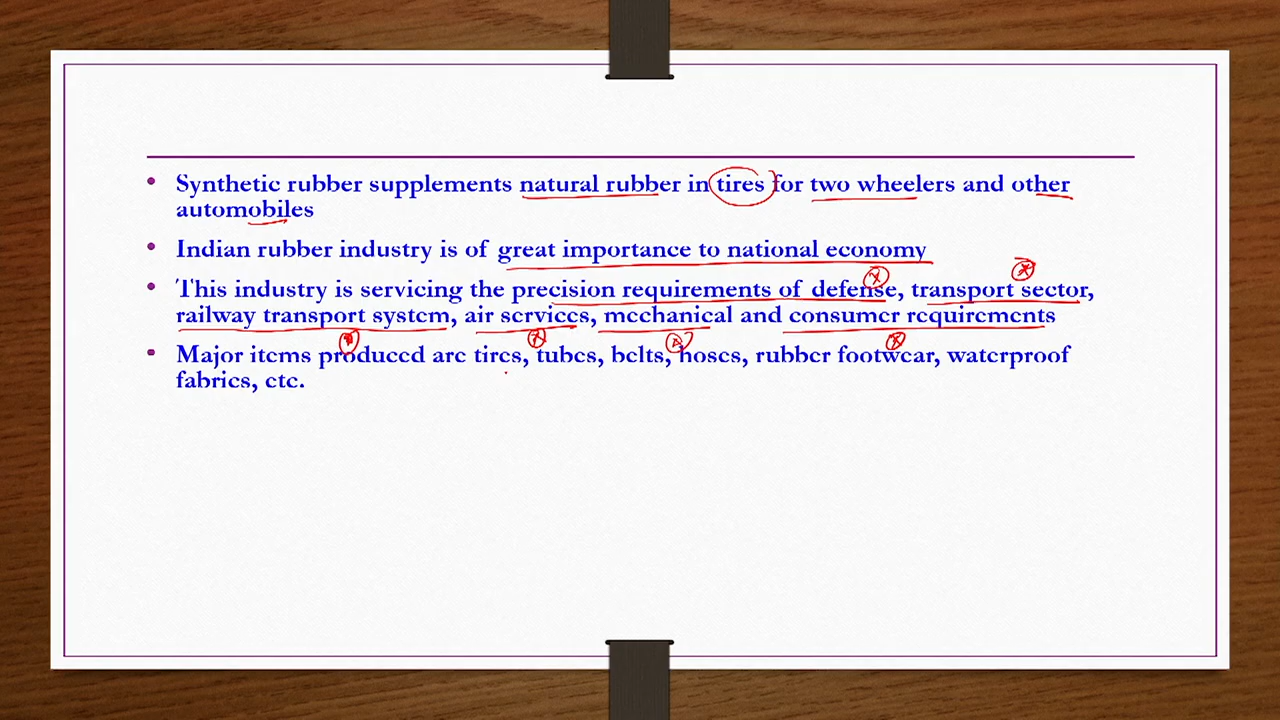 • Synthetic rubber supplements natural rubber in tires for two wheelers and other
automobiles
• Indian rubber industry is of great importance to national economy
• This industry is servicing the precision requirements of defense, transport sector,
railway transport system, air services, mechanical and consumer requirements
• Major items produced are tires, tubes, belts, hoses, rubber footwear, waterproof
fabrics, etc.